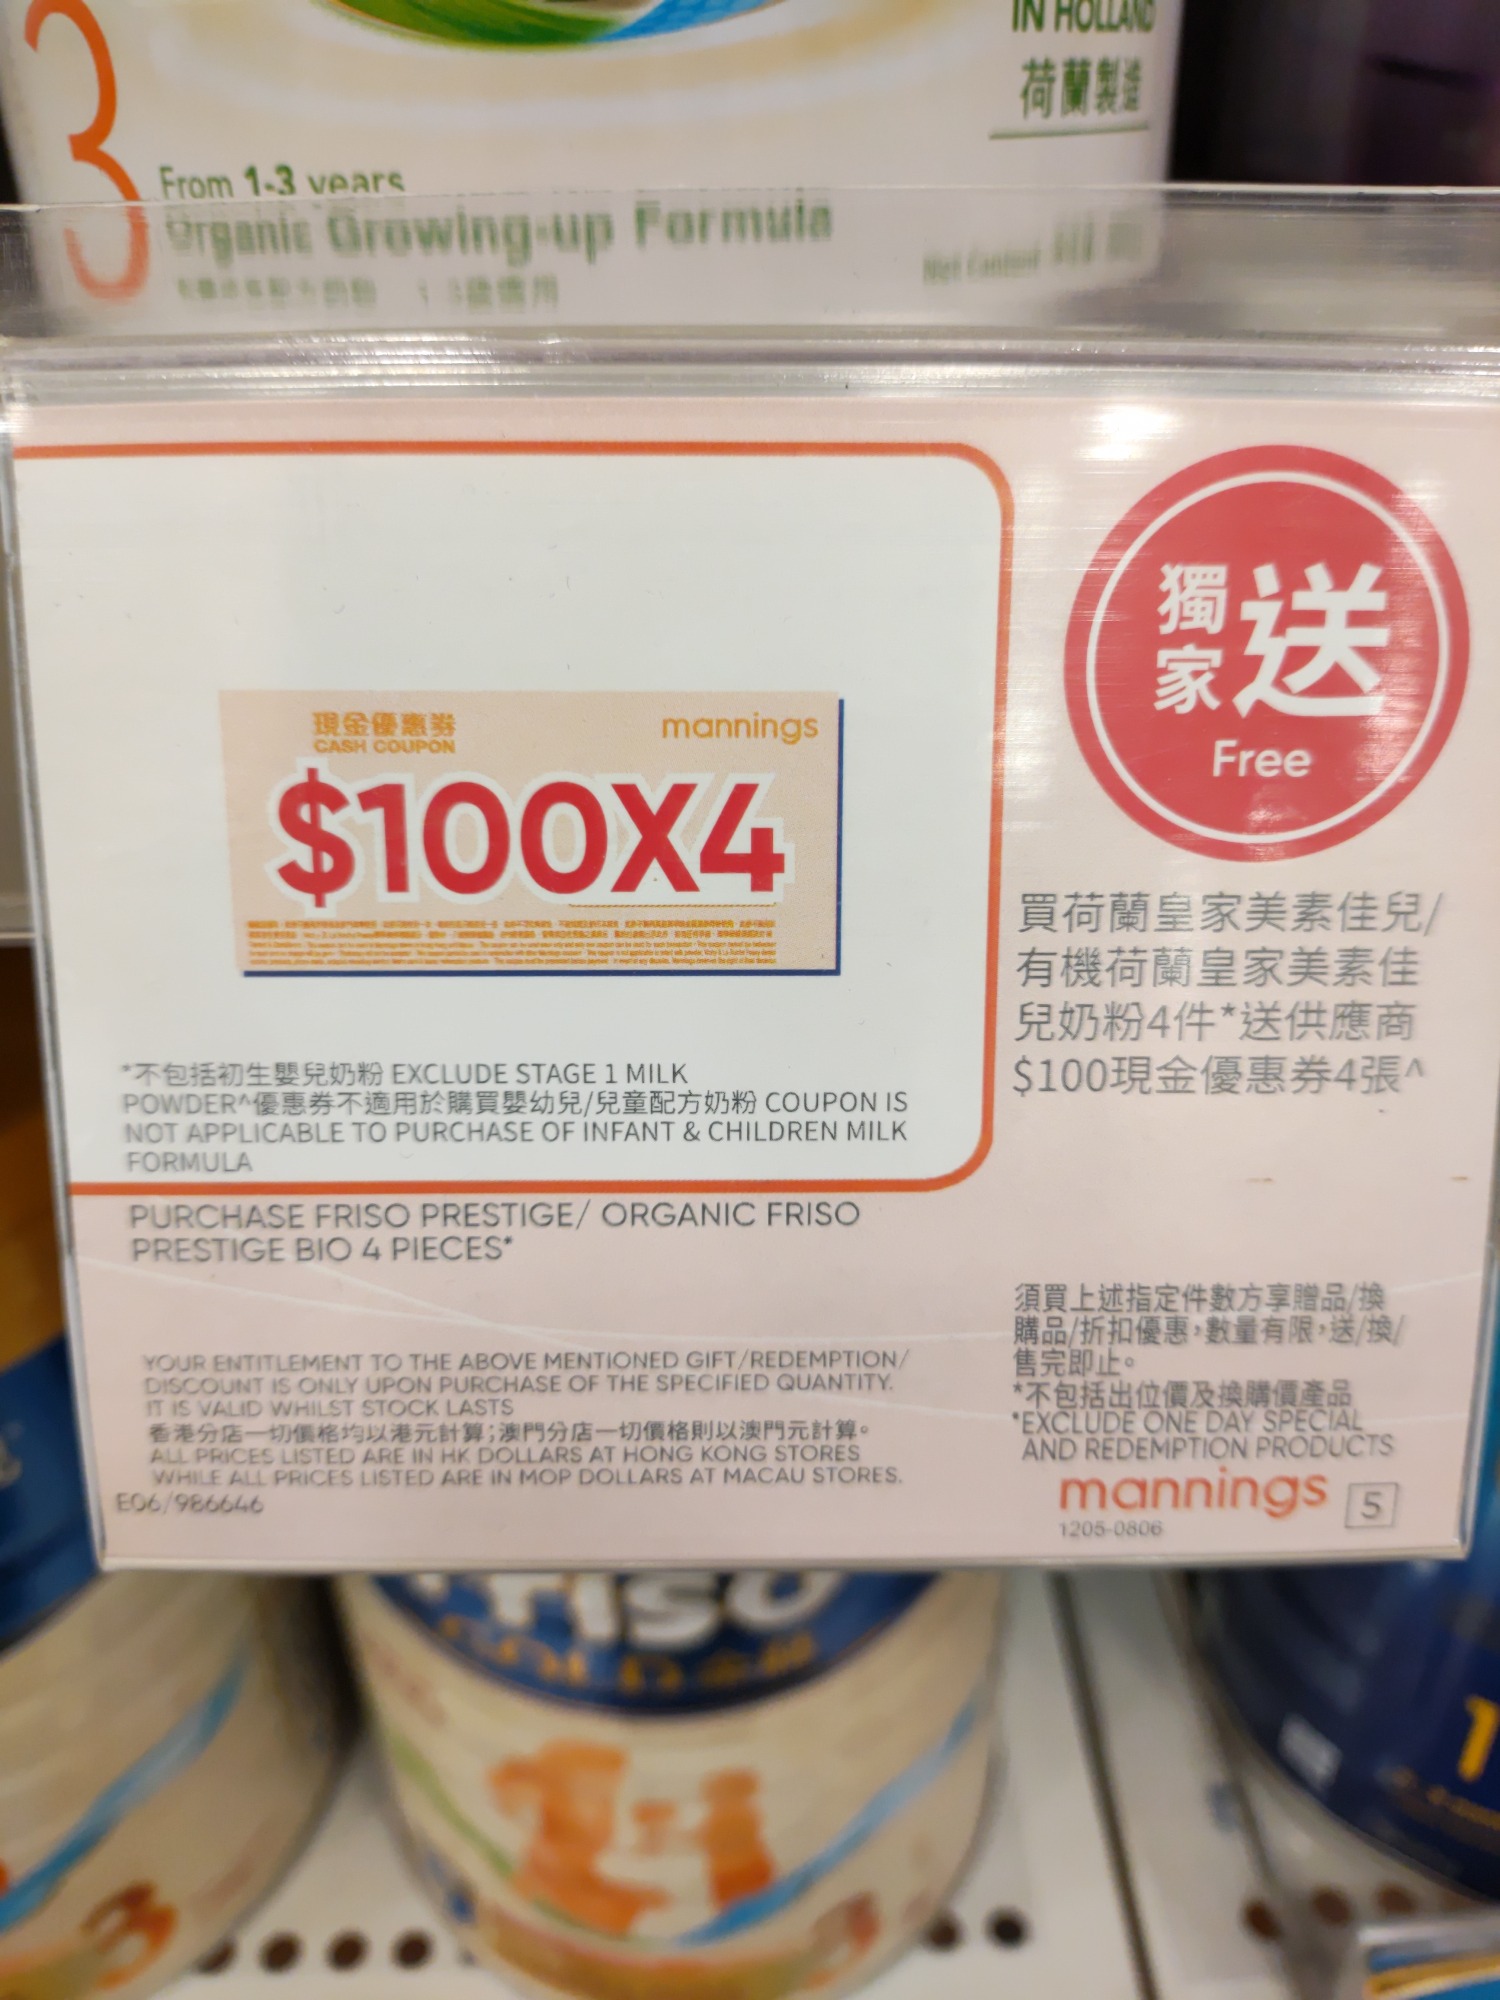 3
IN HOLLAND
荷蘭製造
From 1-3 years
Organic Growing-up Formula
Net Content
獨家送
Free
現金優惠券
CASH COUPON
mannings
$100X4
買荷蘭皇家美素佳兒/
有機荷蘭皇家美素佳
兒奶粉4件*送供應商
$100現金優惠券4張^
*不包括初生嬰兒奶粉 EXCLUDE STAGE 1 MILK
POWDER^優惠券不適用於購買嬰幼兒/兒童配方奶粉 COUPON IS
NOT APPLICABLE TO PURCHASE OF INFANT & CHILDREN MILK
FORMULA
PURCHASE FRISO PRESTIGE/ ORGANIC FRISO
PRESTIGE BIO 4 PIECES*
須買上述指定件數方享贈品/換
購品/折扣優惠，數量有限，送/換/
售完即止。
*不包括出位價及換購價產品
*EXCLUDE ONE DAY SPECIAL
AND REDEMPTION PRODUCTS
YOUR ENTITLEMENT TO THE ABOVE MENTIONED GIFT/REDEMPTION/
DISCOUNT IS ONLY UPON PURCHASE OF THE SPECIFIED QUANTITY.
IT IS VALID WHILST STOCK LASTS
香港分店一切價格均以港元計算；澳門分店一切價格則以澳門元計算。
ALL PRICES LISTED ARE IN HK DOLLARS AT HONG KONG STORES
WHILE ALL PRICES LISTED ARE IN MOP DOLLARS AT MACAU STORES.
E06/986646
mannings 5
1205-0806
Friso
GOLD
3
1